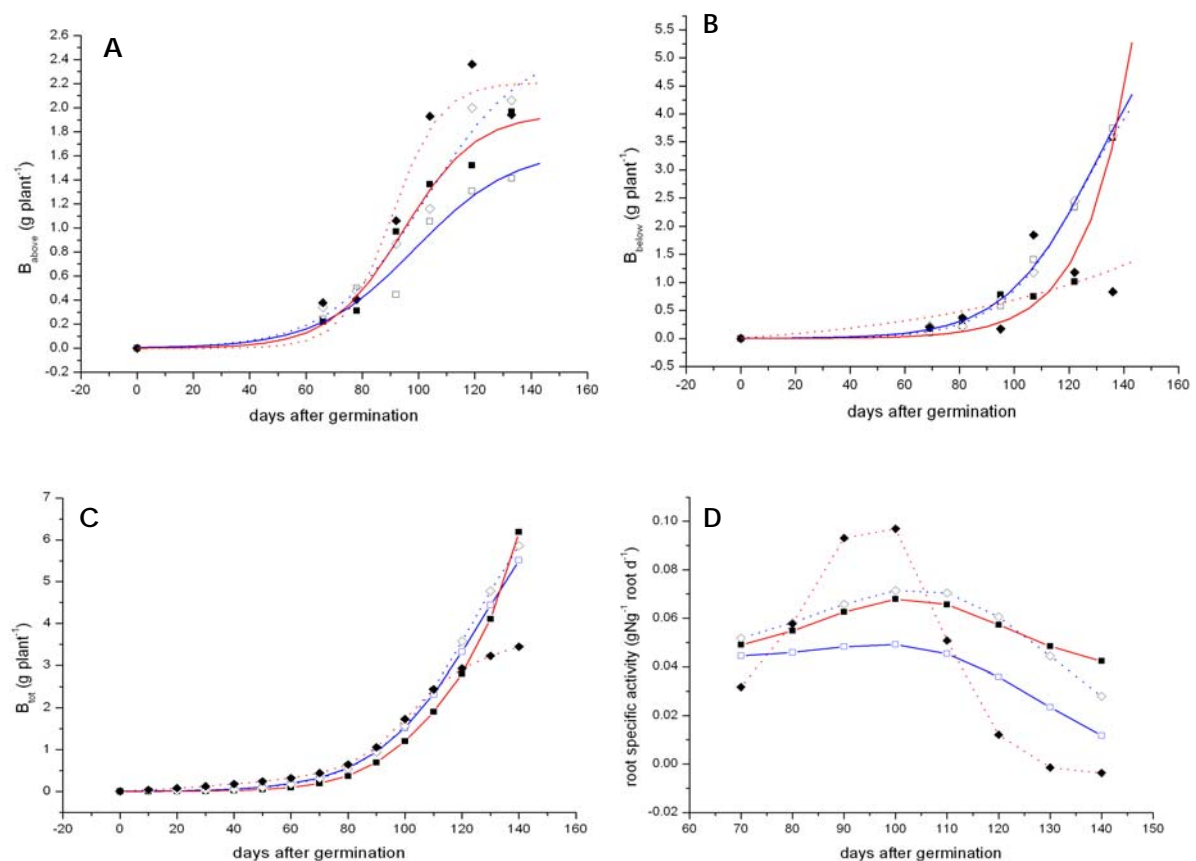 A
2.6
2.4
2.2
2.0
1.8
1.6
1.4
1.2
1.0
0.8
0.6
0.4
0.2
0.0
-0.2
-20 0 20 40 60 80 100 120 140 160
B_above (g plant⁻¹)
days after germination
B
5.5
5.0
4.5
4.0
3.5
3.0
2.5
2.0
1.5
1.0
0.5
0.0
-0.5
-20 0 20 40 60 80 100 120 140 160
B_below (g plant⁻¹)
days after germination
C
7
6
5
4
3
2
1
0
-20 0 20 40 60 80 100 120 140 160
B_tot (g plant⁻¹)
days after germination
D
0.10
0.08
0.06
0.04
0.02
0.00
-0.02
60 70 80 90 100 110 120 130 140 150
root specific activity (gNg⁻¹ root d⁻¹)
days after germination